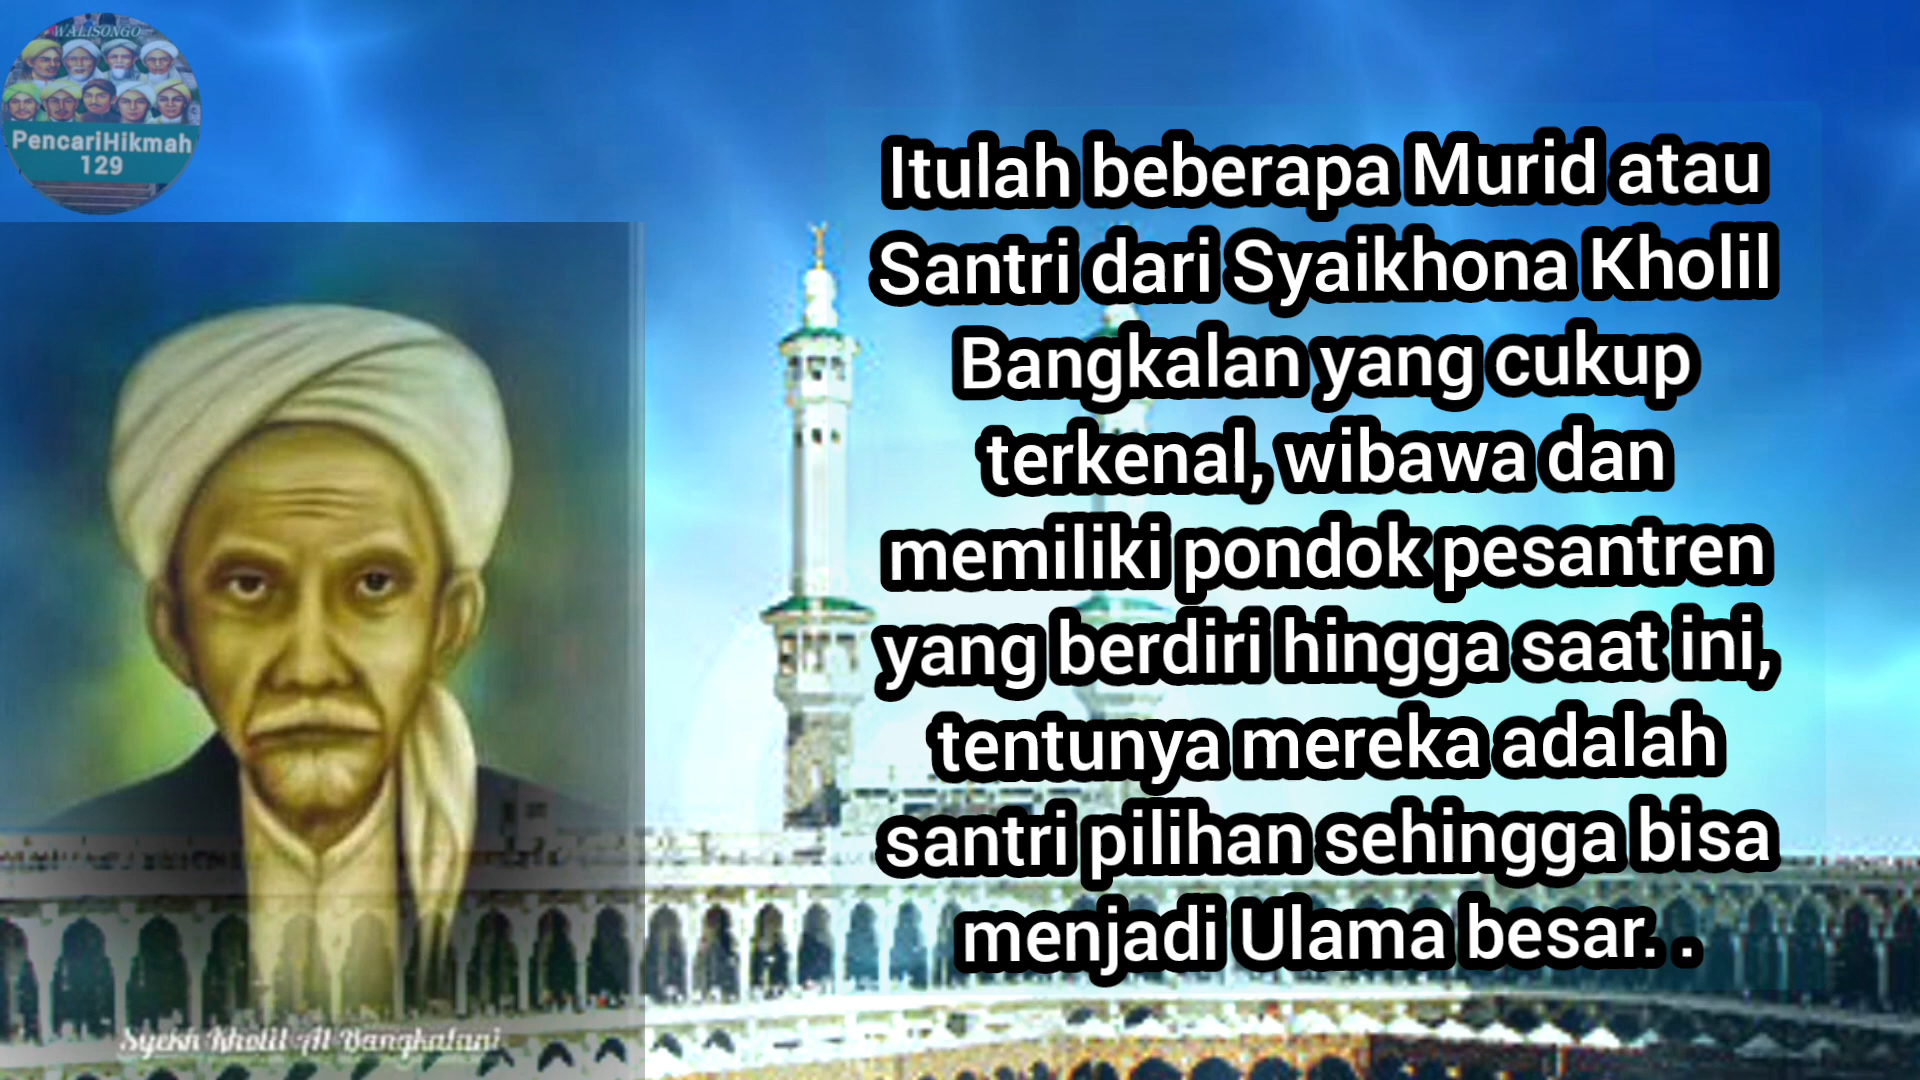 WALISONGO
PencariHikmah
129
Itulah beberapa Murid atau
Santri dari Syaikhona Kholil
Bangkalan yang cukup
terkenal, wibawa dan
memiliki pondok pesantren
yang berdiri hingga saat ini,
tentunya mereka adalah
santri pilihan sehingga bisa
menjadi Ulama besar. .
Syekh Kholil Al Bangkalani